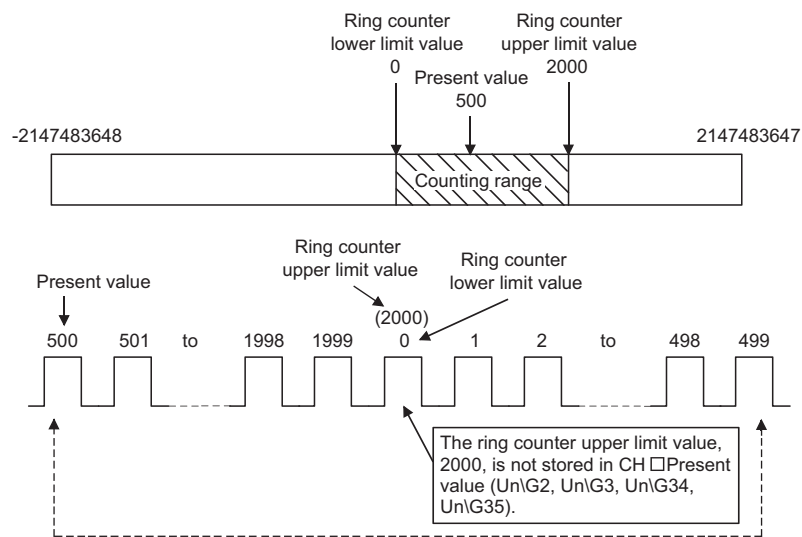 Ring counter
lower limit value
0
Ring counter
upper limit value
2000
Present value
500
-2147483648
2147483647
Counting range
Ring counter
upper limit value
Ring counter
lower limit value
Present value
(2000)
500 501 to 1998 1999 0 1 2 to 498 499
The ring counter upper limit value,
2000, is not stored in CH □Present
value (Un\G2, Un\G3, Un\G34,
Un\G35).